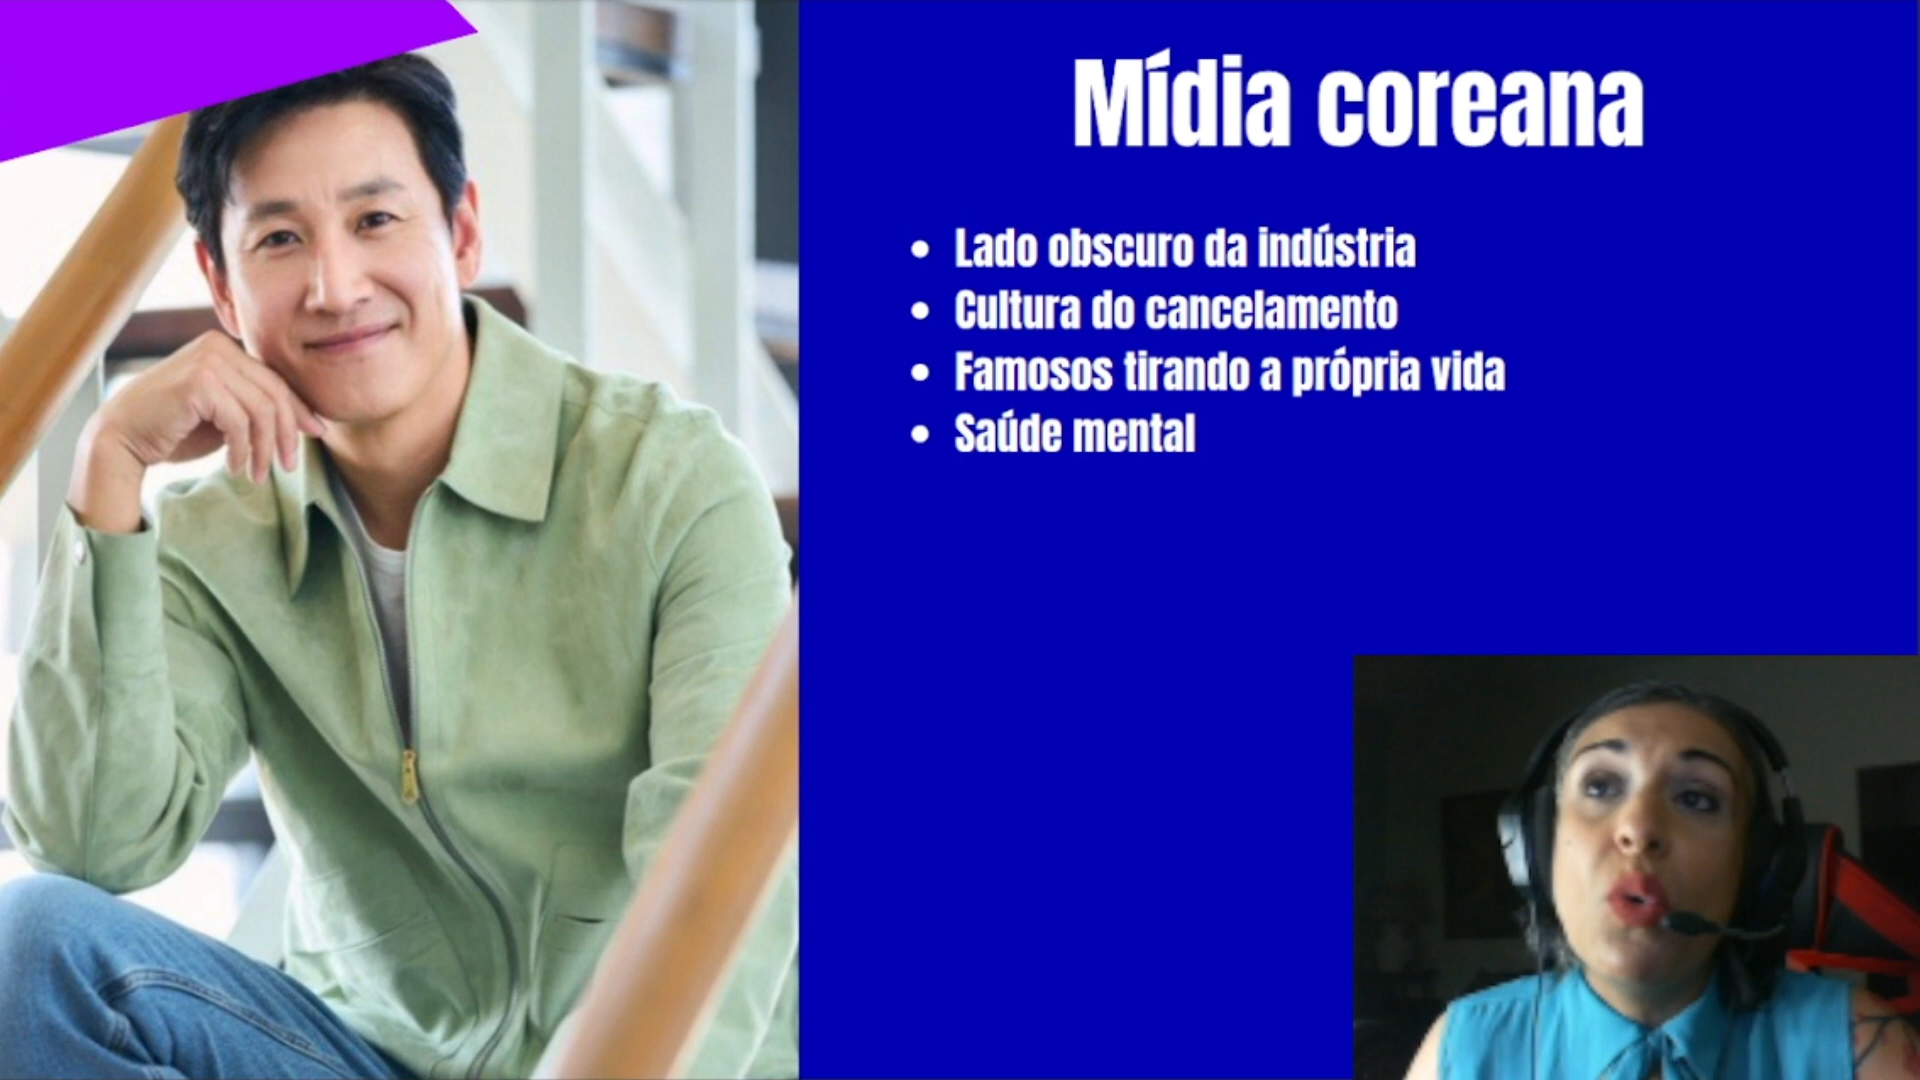 Mídia coreana
Lado obscuro da indústria
Cultura do cancelamento
Famosos tirando a própria vida
Saúde mental